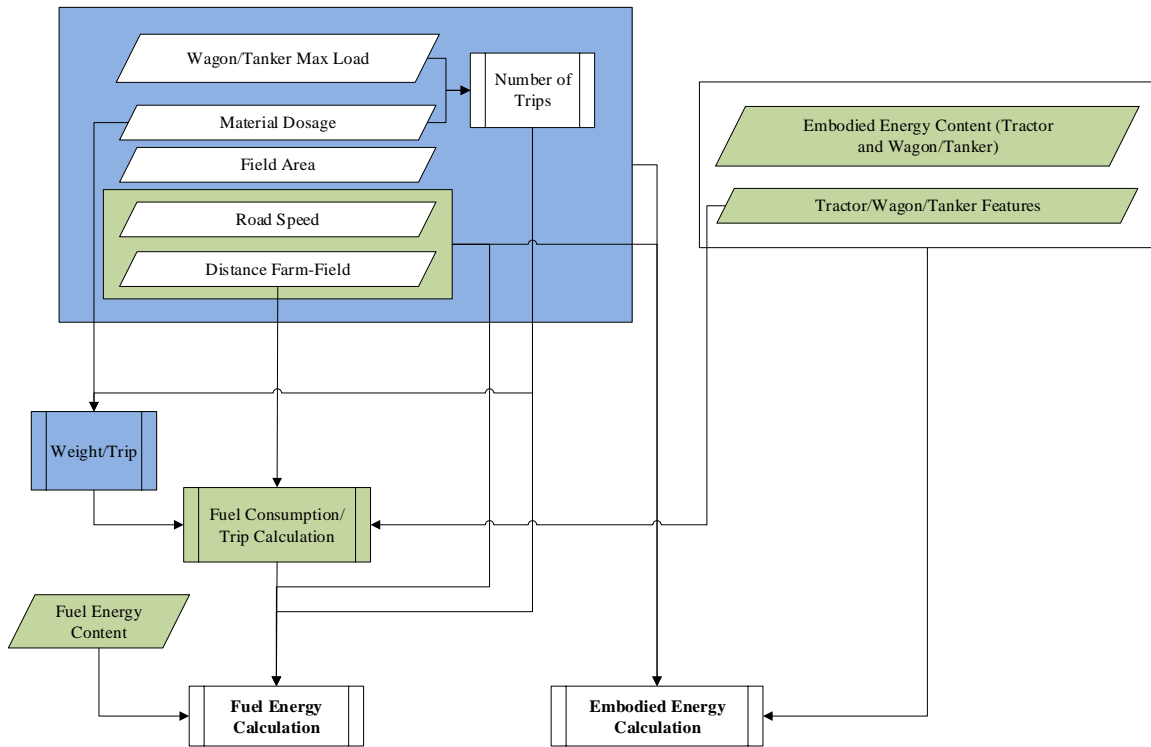 Wagon/Tanker Max Load
Number of
Trips
Material Dosage
Field Area
Road Speed
Distance Farm-Field
Embodied Energy Content (Tractor
and Wagon/Tanker)
Tractor/Wagon/Tanker Features
Weight/Trip
Fuel Consumption/
Trip Calculation
Fuel Energy
Content
Fuel Energy
Calculation
Embodied Energy
Calculation